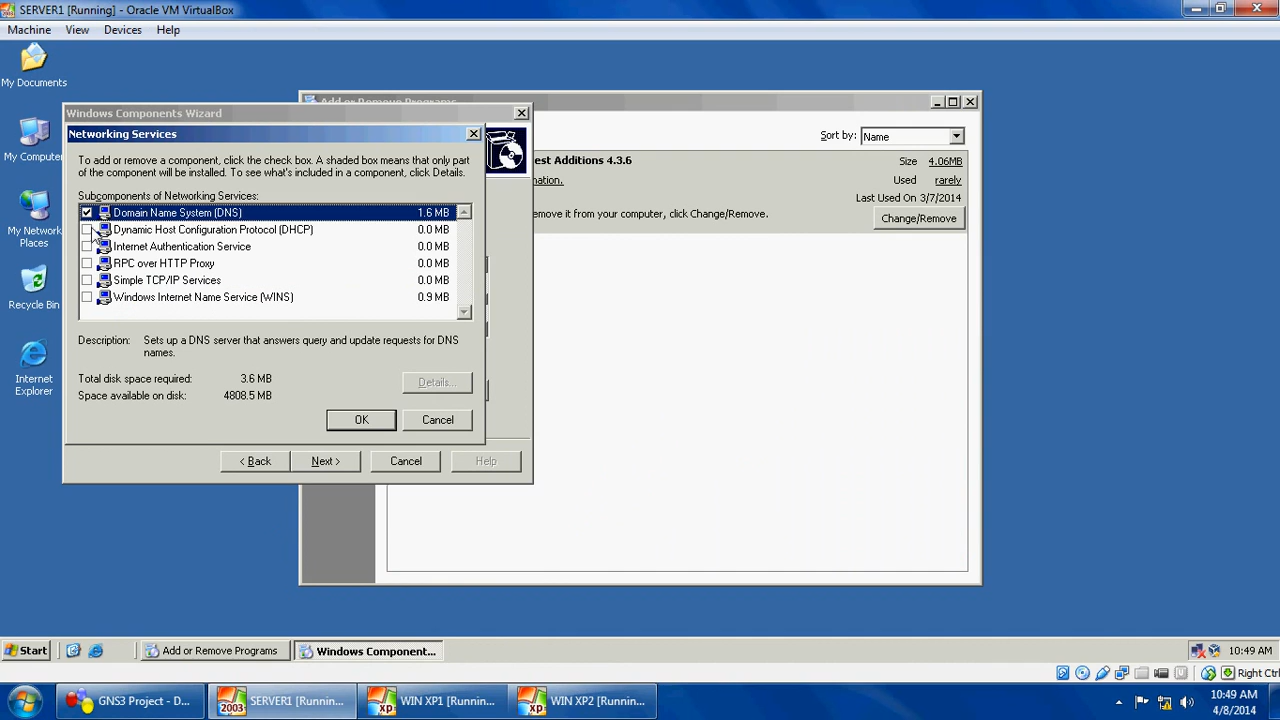 SERVER1 [Running] - Oracle VM VirtualBox
Machine View Devices Help
My Documents
My Computer
My Network
Places
Recycle Bin
Internet
Explorer
Add or Remove Programs
Sort by: Name
est Additions 4.3.6
Size 4.06MB
mation.
Used rarely
Last Used On 3/7/2014
emove it from your computer, click Change/Remove.
Change/Remove
Windows Components Wizard
Networking Services
To add or remove a component, click the check box. A shaded box means that only part
of the component will be installed. To see what's included in a component, click Details.
Subcomponents of Networking Services:
Domain Name System (DNS) 1.6 MB
Dynamic Host Configuration Protocol (DHCP) 0.0 MB
Internet Authentication Service 0.0 MB
RPC over HTTP Proxy 0.0 MB
Simple TCP/IP Services 0.0 MB
Windows Internet Name Service (WINS) 0.9 MB
Description: Sets up a DNS server that answers query and update requests for DNS
names.
Total disk space required: 3.6 MB
Space available on disk: 4808.5 MB
Details...
OK Cancel
< Back Next > Cancel Help
Start Add or Remove Programs Windows Component... 10:49 AM
Right Ctrl
GNS3 Project - D... 2003 SERVER1 [Runnin... xp WIN XP1 [Running... xp WIN XP2 [Runnin...
10:49 AM
4/8/2014